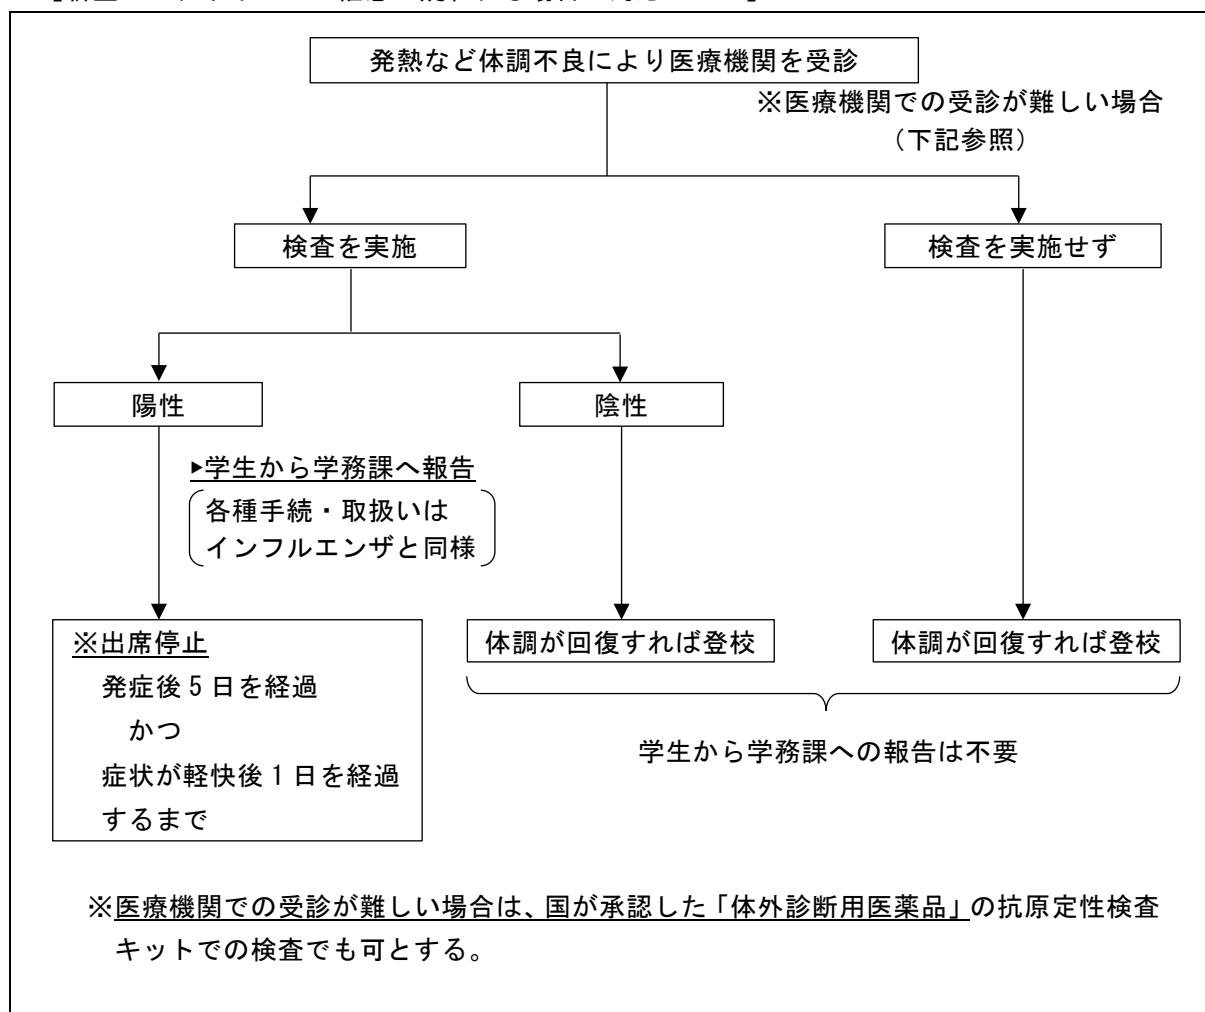 発熱など体調不良により医療機関を受診
※医療機関での受診が難しい場合
(下記参照)
検査を実施
検査を実施せず
陽性
陰性
▶学生から学務課へ報告
各種手続・取扱いは
インフルエンザと同様
※出席停止
発症後5日を経過
かつ
症状が軽快後1日を経過
するまで
体調が回復すれば登校
体調が回復すれば登校
学生から学務課への報告は不要
※医療機関での受診が難しい場合は、国が承認した「体外診断用医薬品」の抗原定性検査
キットでの検査でも可とする。